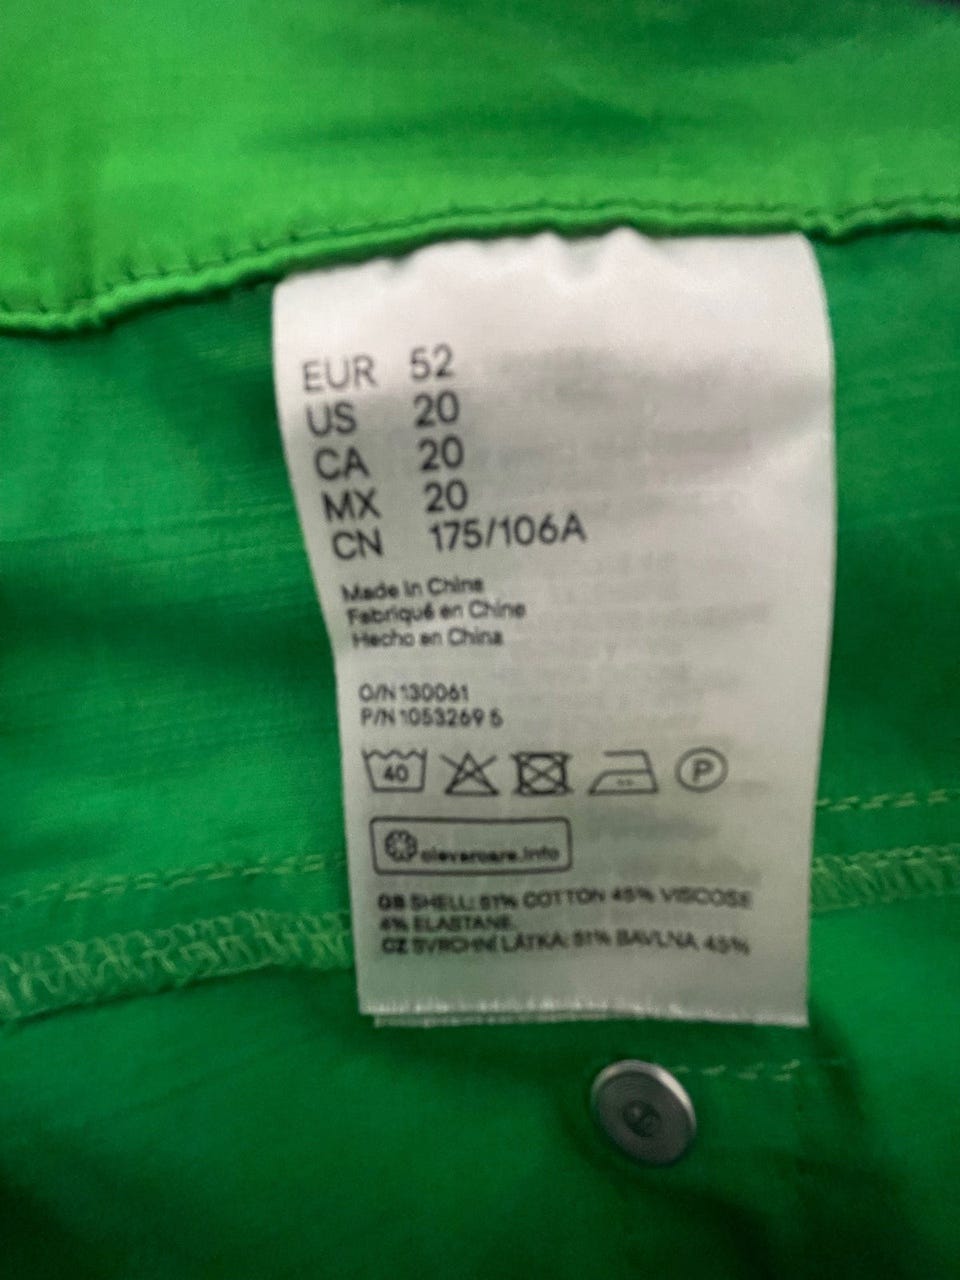 EUR 52
US 20
CA 20
MX 20
CN 175/106A
Made in China
Fabriqué en Chine
Hecho en China
O/N 130061
P/N 1053269 5
40
P
clevercare.info
GB SHELL: 51% COTTON 45% VISCOSE
4% ELASTANE.
CZ SVRCHNÍ LÁTKA: 51% BAVLNA 45%